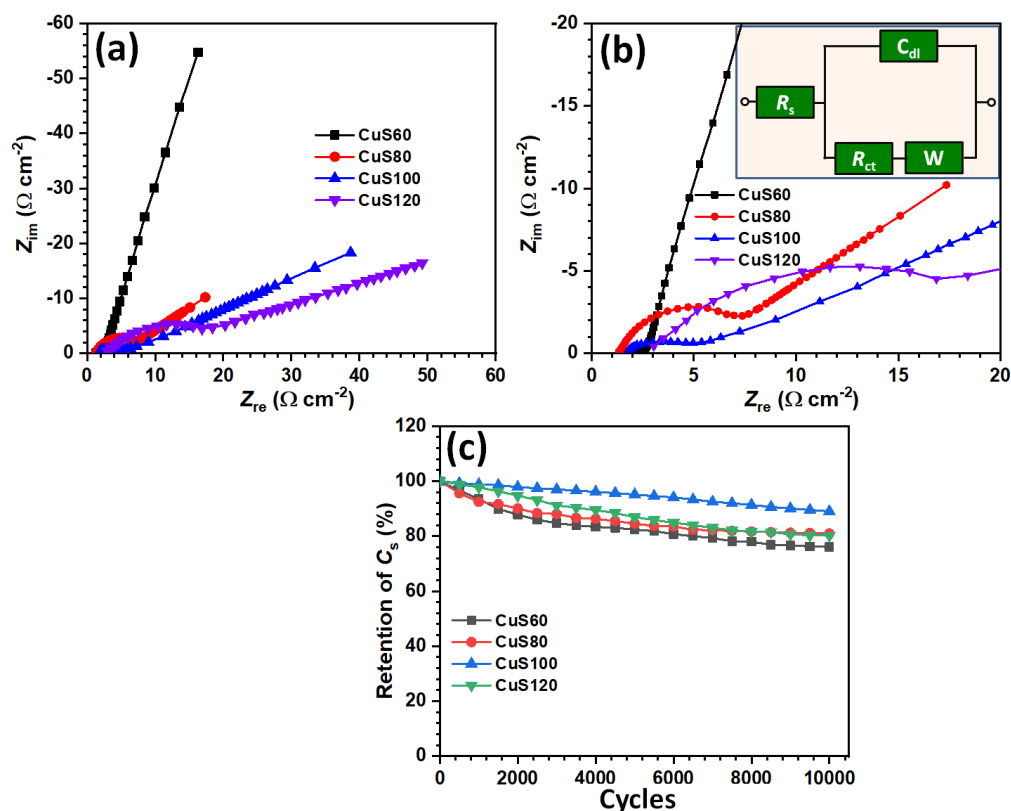 (a)
-60
-50
-40
-30
-20
-10
0
Zim (Ω cm-2)
CuS60
CuS80
CuS100
CuS120
0 10 20 30 40 50 60
Zre (Ω cm-2)
(b)
-20
-15
-10
-5
0
Zim (Ω cm-2)
Cdl
Rs
Rct W
CuS60
CuS80
CuS100
CuS120
0 5 10 15 20
Zre (Ω cm-2)
(c)
120
100
80
60
40
20
0
Retention of Cs (%)
CuS60
CuS80
CuS100
CuS120
0 2000 4000 6000 8000 10000
Cycles